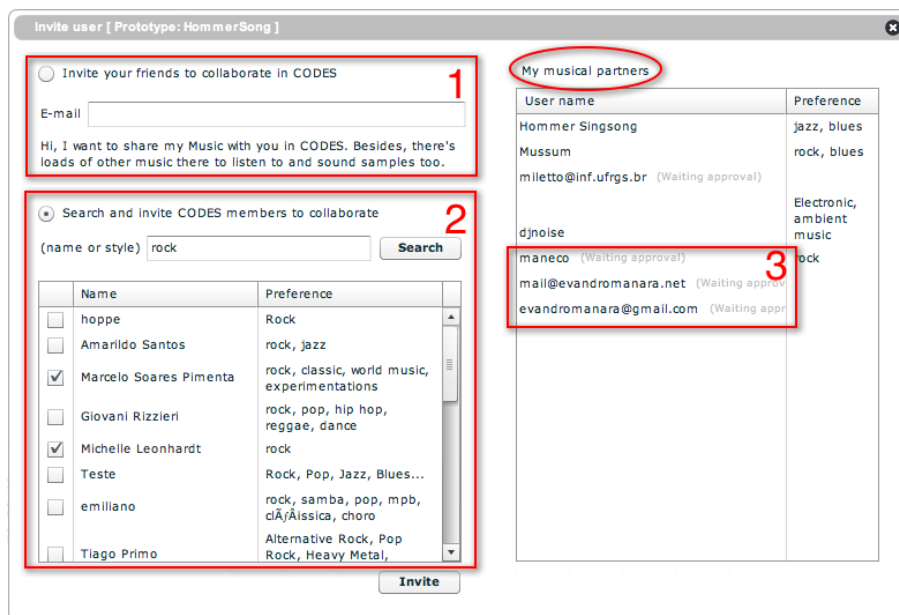 Invite user [ Prototype: HommerSong ]
Invite your friends to collaborate in CODES
1
E-mail
Hi, I want to share my Music with you in CODES. Besides, there's
loads of other music there to listen to and sound samples too.
Search and invite CODES members to collaborate
2
(name or style) rock Search
Name Preference
hoppe Rock
Amarildo Santos rock, jazz
Marcelo Soares Pimenta rock, classic, world music,
experimentations
Giovani Rizzieri rock, pop, hip hop,
reggae, dance
Michelle Leonhardt rock
Teste Rock, Pop, Jazz, Blues...
emiliano rock, samba, pop, mpb,
clÃƒÂissica, choro
Tiago Primo Alternative Rock, Pop
Rock, Heavy Metal,
Invite
My musical partners
User name Preference
Hommer Singsong jazz, blues
Mussum rock, blues
miletto@inf.ufrgs.br (Waiting approval)
djnoise Electronic,
ambient
music
maneco (Waiting approval) rock
3
mail@evandromanara.net (Waiting approv
evandromanara@gmail.com (Waiting appr